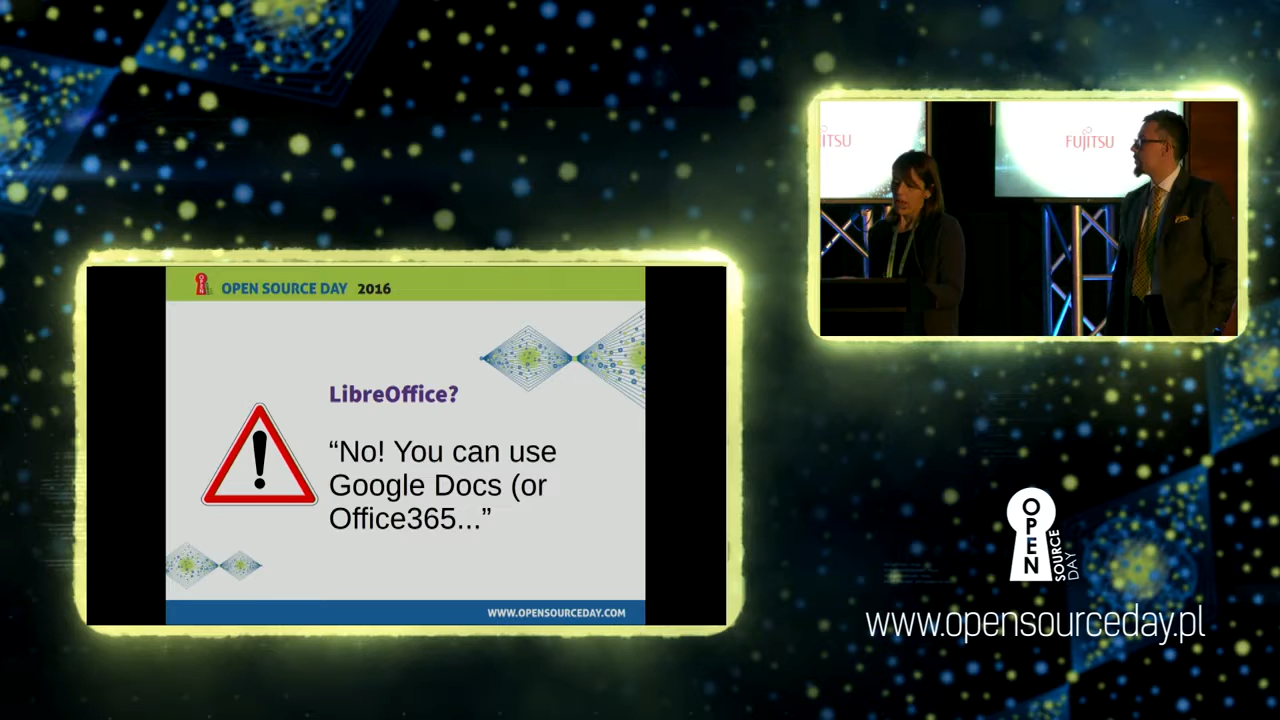 OPEN SOURCE DAY 2016
LibreOffice?
“No! You can use
Google Docs (or
Office365...”
WWW.OPENSOURCEDAY.COM
ITSU
FUJITSU
OPEN
SOURCE
DAY
www.opensourceday.pl